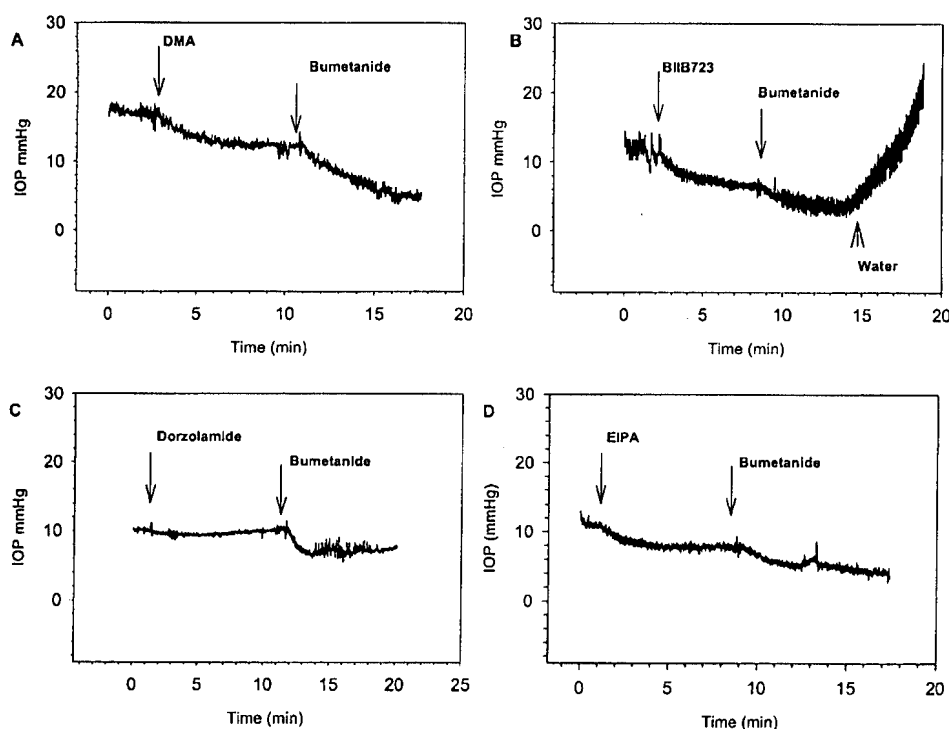 A
DMA
Bumetanide
IOP mmHg
30
20
10
0
0 5 10 15 20
Time (min)
B
BIIB723
Bumetanide
Water
IOP mmHg
30
20
10
0
0 5 10 15 20
Time (min)
C
Dorzolamide
Bumetanide
IOP mmHg
30
20
10
0
0 5 10 15 20 25
Time (min)
D
EIPA
Bumetanide
IOP (mmHg)
30
20
10
0
0 5 10 15 20
Time (min)